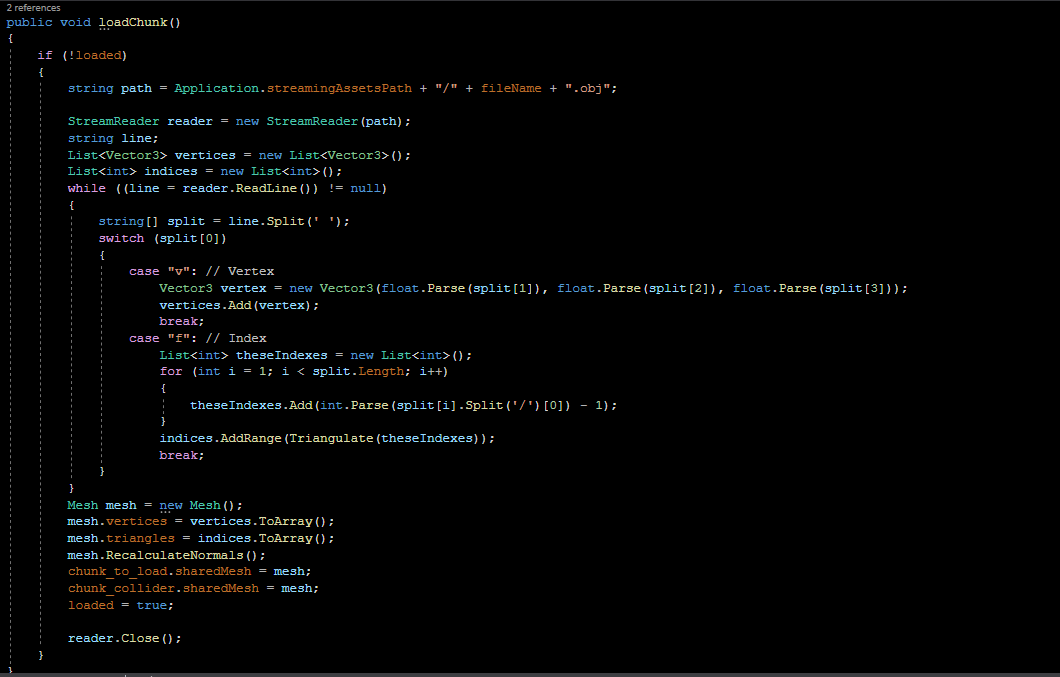 2 references
public void loadChunk()
{
if (!loaded)
{
string path = Application.streamingAssetsPath + "/" + fileName + ".obj";
StreamReader reader = new StreamReader(path);
string line;
List<Vector3> vertices = new List<Vector3>();
List<int> indices = new List<int>();
while ((line = reader.ReadLine()) != null)
{
string[] split = line.Split(' ');
switch (split[0])
{
case "v": // Vertex
Vector3 vertex = new Vector3(float.Parse(split[1]), float.Parse(split[2]), float.Parse(split[3]));
vertices.Add(vertex);
break;
case "f": // Index
List<int> theseIndexes = new List<int>();
for (int i = 1; i < split.Length; i++)
{
theseIndexes.Add(int.Parse(split[i].Split('/')[0]) - 1);
}
indices.AddRange(Triangulate(theseIndexes));
break;
}
}
Mesh mesh = new Mesh();
mesh.vertices = vertices.ToArray();
mesh.triangles = indices.ToArray();
mesh.RecalculateNormals();
chunk_to_load.sharedMesh = mesh;
chunk_collider.sharedMesh = mesh;
loaded = true;
reader.Close();
}
}